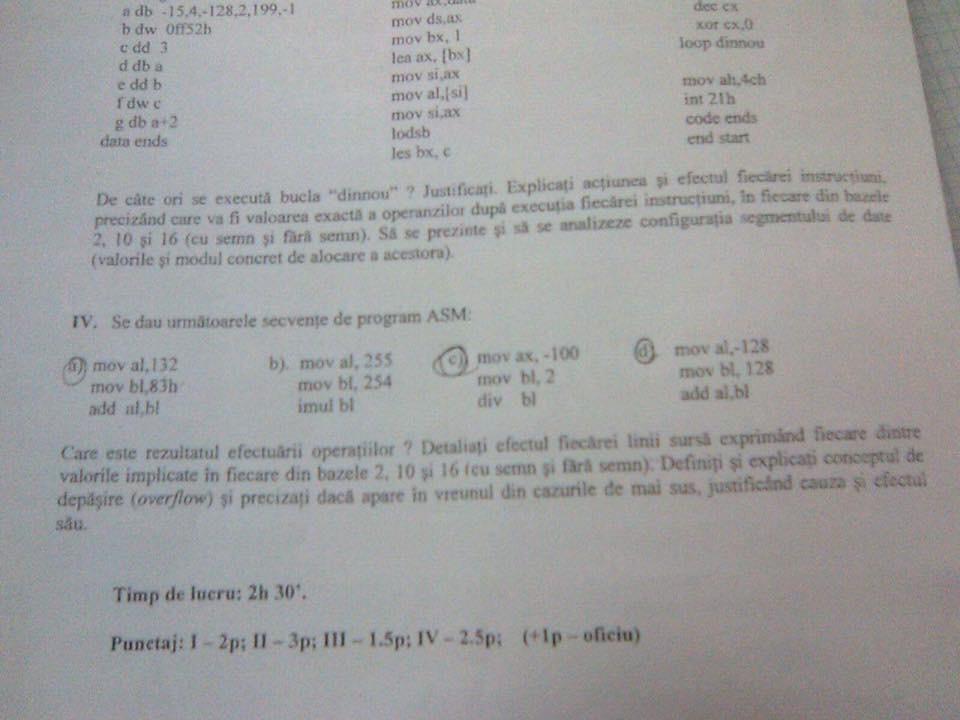 a db -15,4,-128,2,199,-1
b dw 0ff52h
c dd 3
d db a
e dd b
f dw c
g db a+2
data ends
mov ds,ax
mov bx, 1
lea ax, [bx]
mov si,ax
mov al,[si]
mov si,ax
lodsb
les bx, c
dec cx
xor cx,0
loop dinnou
mov ah,4ch
int 21h
code ends
end start
De câte ori se execută bucla “dinnou” ? Justificați. Explicați acțiunea și efectul fiecărei instrucțiuni,
precizând care va fi valoarea exactă a operanzilor după execuția fiecărei instrucțiuni, în fiecare din bazele
2, 10 și 16 (cu semn și fără semn). Să se prezinte și să se analizeze configurația segmentului de date
(valorile și modul concret de alocare a acestora).
IV. Se dau următoarele secvențe de program ASM:
a) mov al,132
mov bl,83h
add al,bl
b). mov al, 255
mov bl, 254
imul bl
c) mov ax, -100
mov bl, 2
div bl
d). mov al,-128
mov bl, 128
add al,bl
Care este rezultatul efectuării operațiilor ? Detaliați efectul fiecărei linii sursă exprimând fiecare dintre
valorile implicate în fiecare din bazele 2, 10 și 16 (cu semn și fără semn). Definiți și explicați conceptul de
depășire (overflow) și precizați dacă apare în vreunul din cazurile de mai sus, justificând cauza și efectul
său.
Timp de lucru: 2h 30’.
Punctaj: I – 2p; II – 3p; III – 1.5p; IV – 2.5p; (+1p – oficiu)